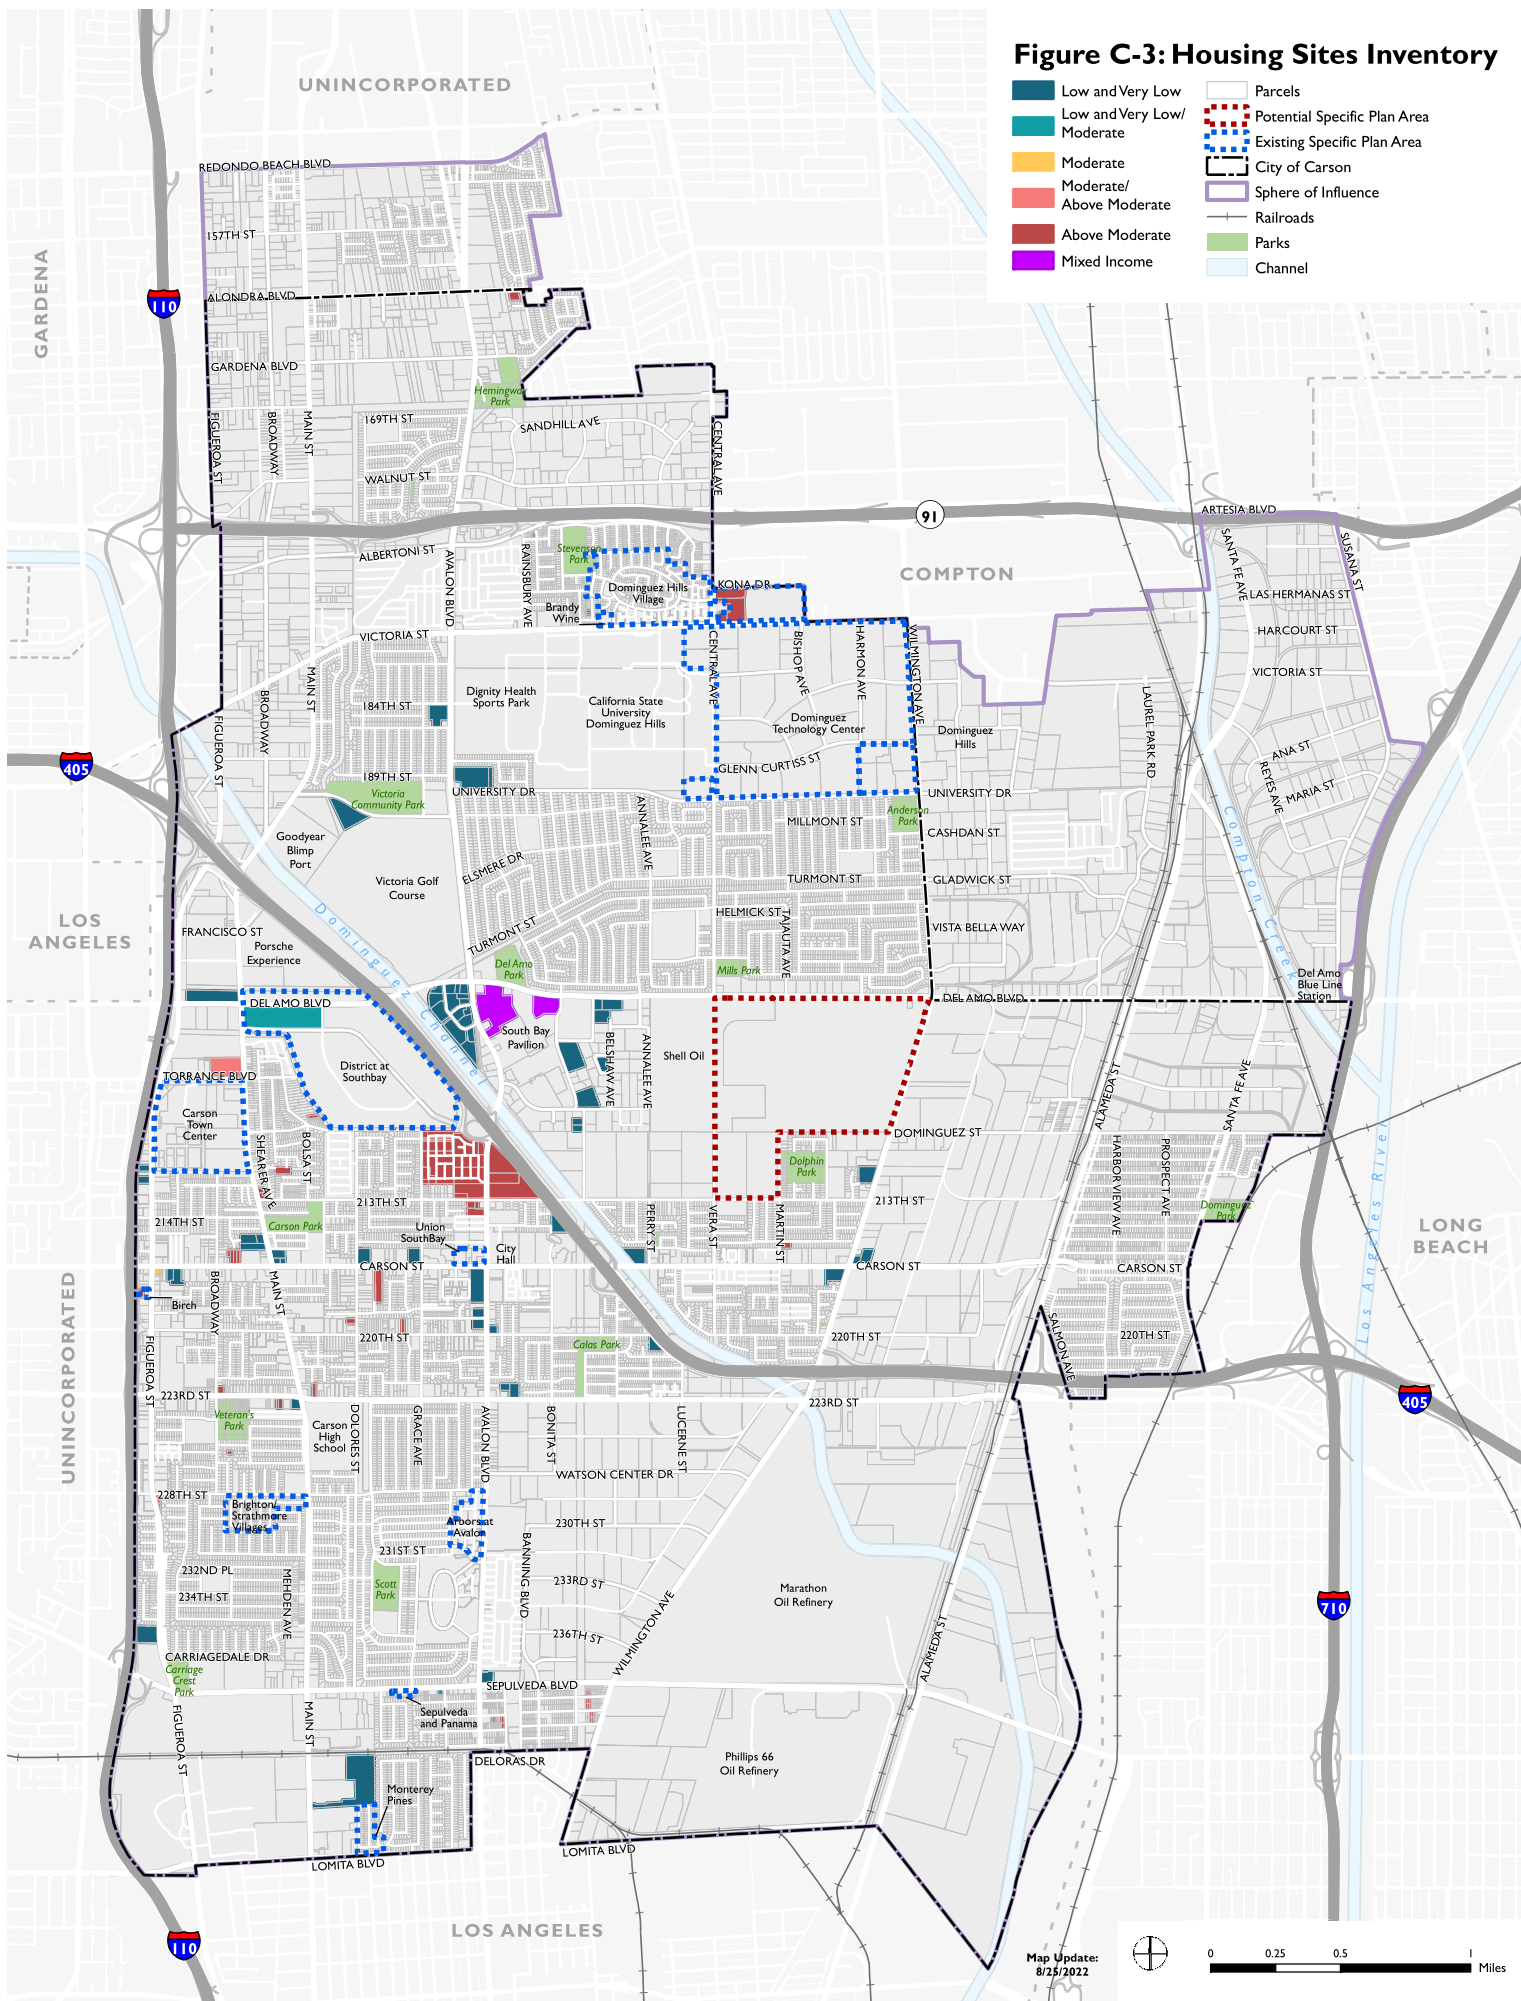 Figure C-3: Housing Sites Inventory
Low and Very Low
Low and Very Low/
Moderate
Moderate
Moderate/
Above Moderate
Above Moderate
Mixed Income
Parcels
Potential Specific Plan Area
Existing Specific Plan Area
City of Carson
Sphere of Influence
Railroads
Parks
Channel
UNINCORPORATED
GARDENA
REDONDO BEACH BLVD
157TH ST
ALONDRA BLVD
110
GARDENA BLVD
Hemingway
Park
169TH ST
SANDHILL AVE
FIGUEROA ST
BROADWAY
MAIN ST
CENTRAL AVE
WALNUT ST
91
ARTESIA BLVD
ALBERTONI ST
AVALON BLVD
RAINSBURY AVE
Stevenson
Park
Dominguez Hills
Village
KONA DR
COMPTON
SANTA FE AVE
SUSANA ST
LAS HERMANAS ST
Brandy
Wine
VICTORIA ST
HARCOURT ST
VICTORIA ST
MAIN ST
BROADWAY
FIGUEROA ST
184TH ST
Dignity Health
Sports Park
California State
University
Dominguez Hills
CENTRAL AVE
BISHOP AVE
HARMON AVE
WILMINGTON AVE
Dominguez
Technology Center
Dominguez
Hills
LAUREL PARK RD
ANA ST
REYES AVE
MARIA ST
405
189TH ST
GLENN CURTISS ST
UNIVERSITY DR
UNIVERSITY DR
Victoria
Community Park
ANNALEE AVE
MILLMONT ST
Anderson
Park
CASHDAN ST
Goodyear
Blimp
Port
Victoria Golf
Course
ELSMERE DR
TURMONT ST
GLADWICK ST
Compton Creek
LOS
ANGELES
Dominguez Channel
HELMICK ST
TAJAUTA AVE
FRANCISCO ST
Porsche
Experience
TURMONT ST
VISTA BELLA WAY
Del Amo
Park
Mills Park
Del Amo
Blue Line
Station
DEL AMO BLVD
DEL AMO BLVD
South Bay
Pavilion
BELSHAW AVE
ANNALEE AVE
Shell Oil
District at
Southbay
TORRANCE BLVD
Carson
Town
Center
SHEARER AVE
BOLSA ST
ALAMEDA ST
SANTA FE AVE
DOMINGUEZ ST
HARBOR VIEW AVE
PROSPECT AVE
Dolphin
Park
213TH ST
213TH ST
Dominguez
Park
214TH ST
Carson Park
Union
SouthBay
City
Hall
PERRY ST
VERA ST
MARTIN ST
LONG
BEACH
Los Angeles River
CARSON ST
CARSON ST
CARSON ST
Birch
BROADWAY
MAIN ST
UNINCORPORATED
FIGUEROA ST
220TH ST
Calas Park
220TH ST
SALMON AVE
220TH ST
223RD ST
223RD ST
405
Veteran's
Park
Carson
High
School
DOLORES ST
GRACE AVE
AVALON BLVD
BONITA ST
LUCERNE ST
WATSON CENTER DR
228TH ST
Brighton/
Strathmore
Villages
Arbors at
Avalon
230TH ST
BANNING BLVD
231ST ST
232ND PL
234TH ST
MEHDEN AVE
Scott
Park
233RD ST
WILMINGTON AVE
Marathon
Oil Refinery
710
236TH ST
ALAMEDA ST
CARRIAGEDALE DR
Carriage
Crest
Park
SEPULVEDA BLVD
FIGUEROA ST
MAIN ST
Sepulveda
and Panama
DELORAS DR
Phillips 66
Oil Refinery
Monterey
Pines
LOMITA BLVD
LOMITA BLVD
LOS ANGELES
110
Map Update:
8/25/2022
0 0.25 0.5 1
Miles